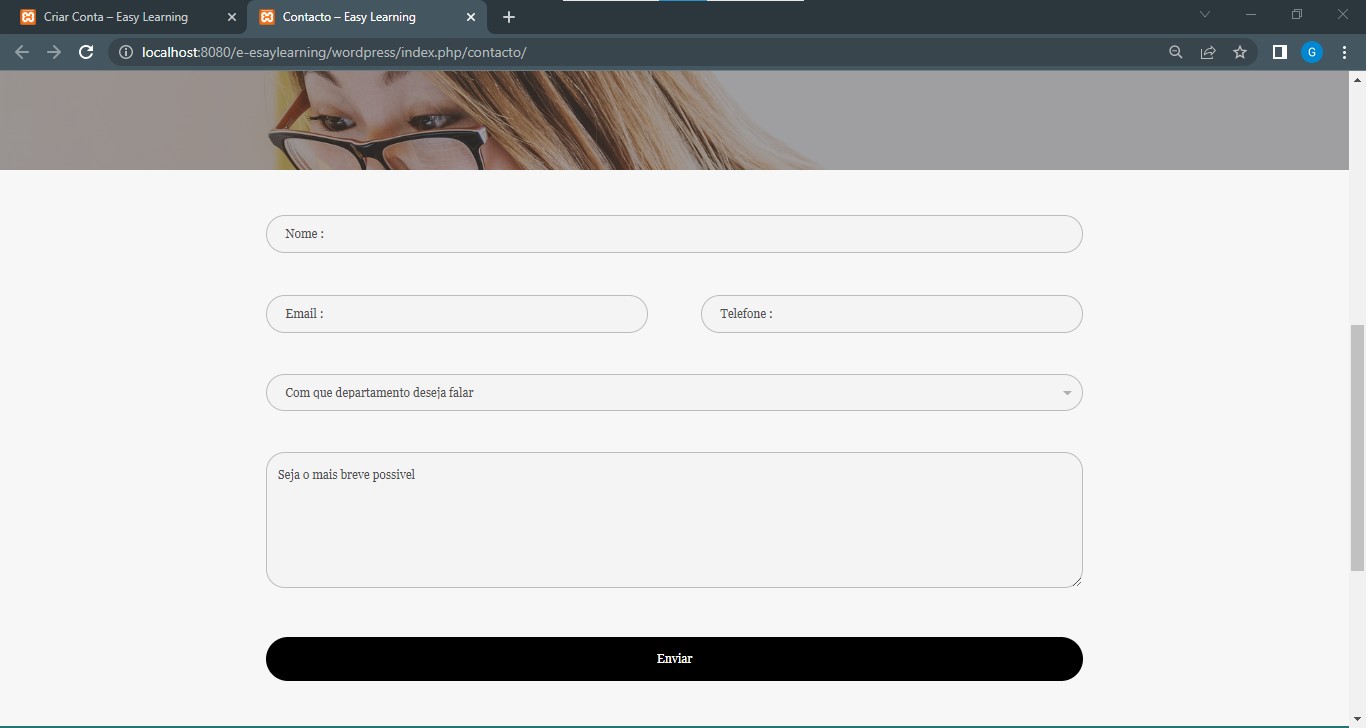 Criar Conta – Easy Learning
Contacto – Easy Learning
localhost:8080/e-esaylearning/wordpress/index.php/contacto/
G
Nome :
Email :
Telefone :
Com que departamento deseja falar
Seja o mais breve possivel
Enviar